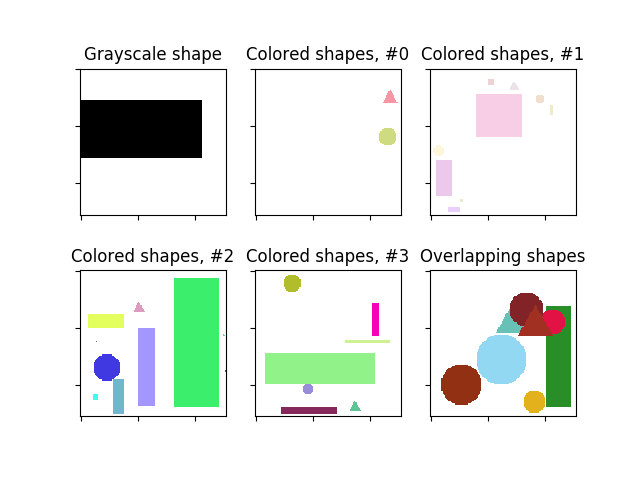 Grayscale shape
Colored shapes, #0
Colored shapes, #1
Colored shapes, #2
Colored shapes, #3
Overlapping shapes